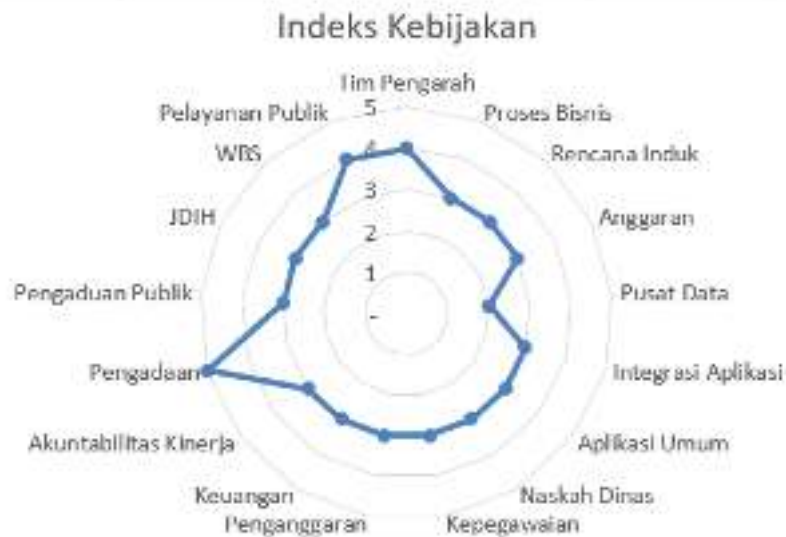 Indeks Kebijakan
Tim Pengarah
Proses Bisnis
Rencana Induk
Anggaran
Pusat Data
Integrasi Aplikasi
Aplikasi Umum
Naskah Dinas
Kepegawaian
Penganggaran
Keuangan
Akuntabilitas Kinerja
Pengadaan
Pengaduan Publik
JDIH
WBS
Pelayanan Publik
5
4
3
2
1
-